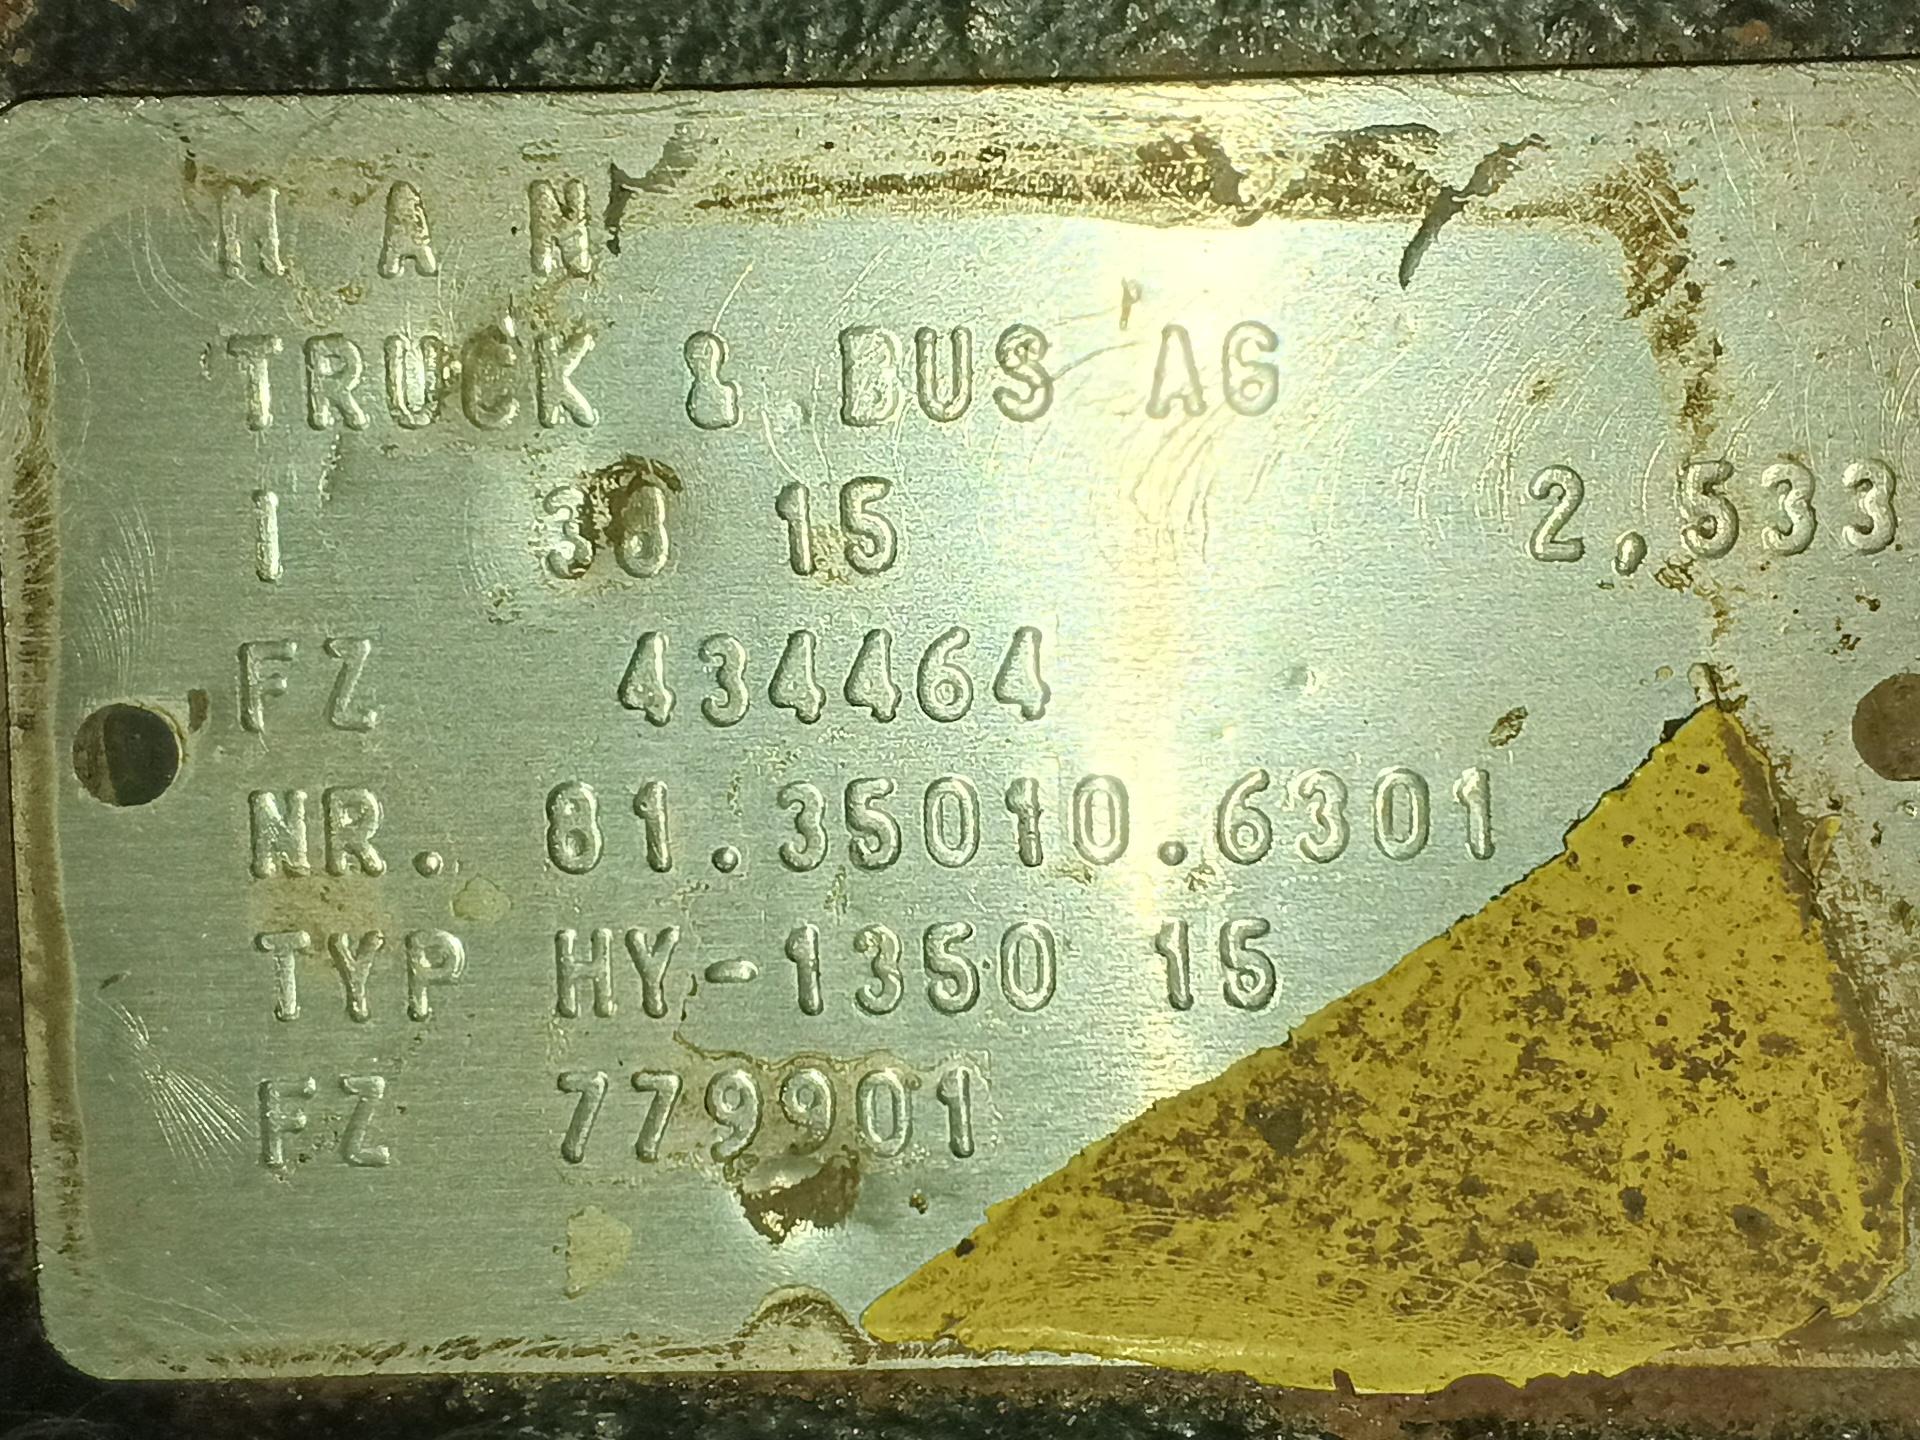 M A N
TRUCK & BUS AG
I 38 15 2,533
FZ 434464
NR. 81.35010.6301
TYP HY-1350 15
FZ 779901